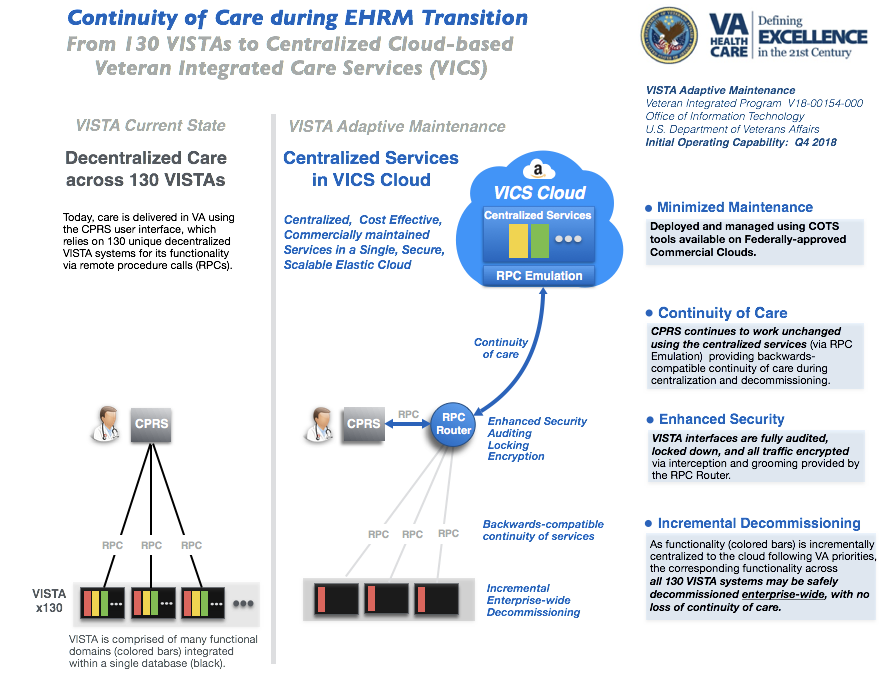 Continuity of Care during EHRM Transition
From 130 VISTAs to Centralized Cloud-based
Veteran Integrated Care Services (VICS)
VA
HEALTH
CARE
Defining
EXCELLENCE
in the 21st Century
VISTA Adaptive Maintenance
Veteran Integrated Program V18-00154-000
Office of Information Technology
U.S. Department of Veterans Affairs
Initial Operating Capability: Q4 2018
VISTA Current State
Decentralized Care
across 130 VISTAs
Today, care is delivered in VA using
the CPRS user interface, which
relies on 130 unique decentralized
VISTA systems for its functionality
via remote procedure calls (RPCs).
CPRS
RPC RPC RPC
VISTA
x130
VISTA is comprised of many functional
domains (colored bars) integrated
within a single database (black).
VISTA Adaptive Maintenance
Centralized Services
in VICS Cloud
Centralized, Cost Effective,
Commercially maintained
Services in a Single, Secure,
Scalable Elastic Cloud
a
VICS Cloud
Centralized Services
RPC Emulation
Continuity
of care
CPRS
RPC
RPC
Router
Enhanced Security
Auditing
Locking
Encryption
RPC RPC RPC
Backwards-compatible
continuity of services
Incremental
Enterprise-wide
Decommissioning
• Minimized Maintenance
Deployed and managed using COTS
tools available on Federally-approved
Commercial Clouds.
• Continuity of Care
CPRS continues to work unchanged
using the centralized services (via RPC
Emulation) providing backwards-
compatible continuity of care during
centralization and decommissioning.
• Enhanced Security
VISTA interfaces are fully audited,
locked down, and all traffic encrypted
via interception and grooming provided by
the RPC Router.
• Incremental Decommissioning
As functionality (colored bars) is incrementally
centralized to the cloud following VA priorities,
the corresponding functionality across
all 130 VISTA systems may be safely
decommissioned enterprise-wide, with no
loss of continuity of care.